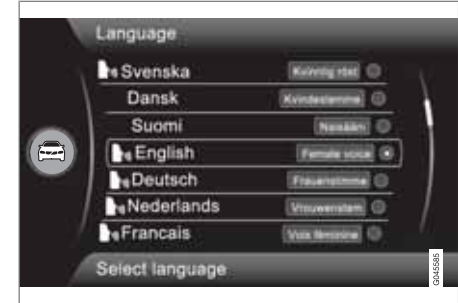 Language
Svenska Kvinnlig röst
Dansk Kvindestemme
Suomi Naisääni
English Female voice
Deutsch Frauenstimme
Nederlands Vrouwenstem
Francais Voix féminine
Select language
G045585